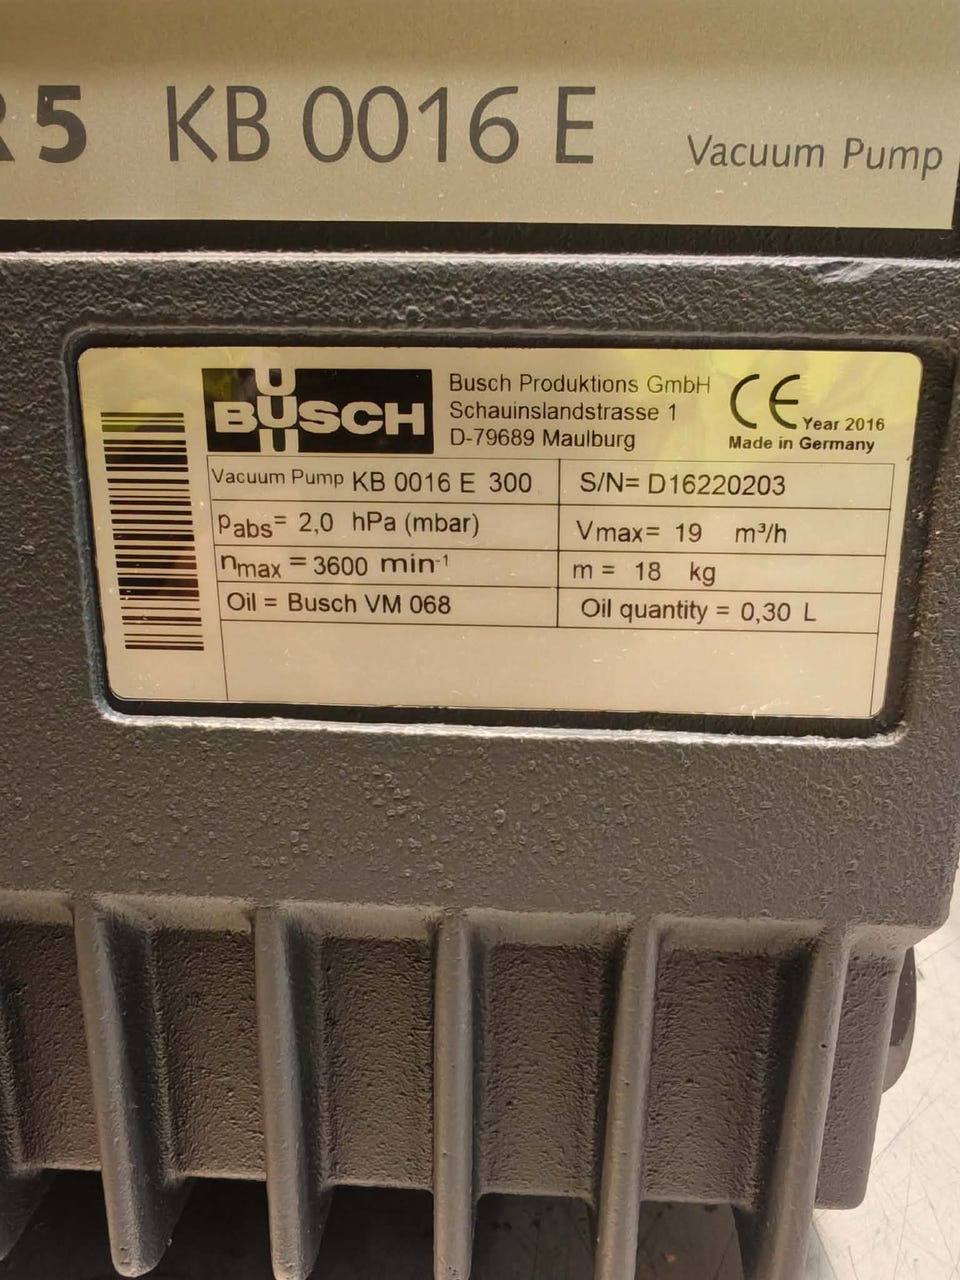 R5 KB 0016 E Vacuum Pump
BUSCH
Busch Produktions GmbH
Schauinslandstrasse 1
D-79689 Maulburg
CE Year 2016
Made in Germany
Vacuum Pump KB 0016 E 300 S/N= D16220203
Pabs= 2,0 hPa (mbar) Vmax= 19 m³/h
nmax = 3600 min-1 m = 18 kg
Oil = Busch VM 068 Oil quantity = 0,30 L